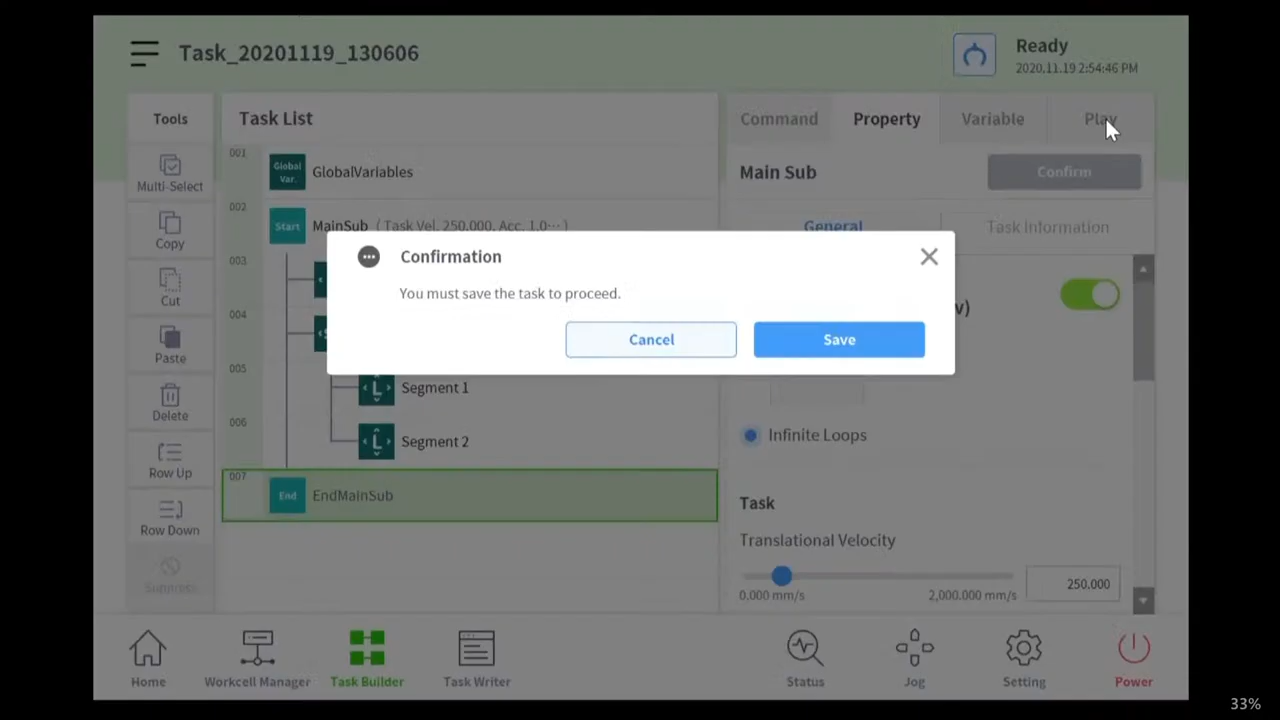 Task_20201119_130606
Ready
2020.11.19 2:54:46 PM
Tools
Task List
Command
Property
Variable
Play
Multi-Select
Copy
Cut
Paste
Delete
Row Up
Row Down
Suppress
001
Global Var.
GlobalVariables
002
Start
MainSub ( Task Vel. 250.000, Acc. 1,0··· )
003
004
005
L
Segment 1
006
L
Segment 2
007
End
EndMainSub
Main Sub
Confirm
General
Task Information
v)
Confirmation
You must save the task to proceed.
Cancel
Save
Infinite Loops
Task
Translational Velocity
250.000
0.000 mm/s
2,000.000 mm/s
Home
Workcell Manager
Task Builder
Task Writer
Status
Jog
Setting
Power
33%